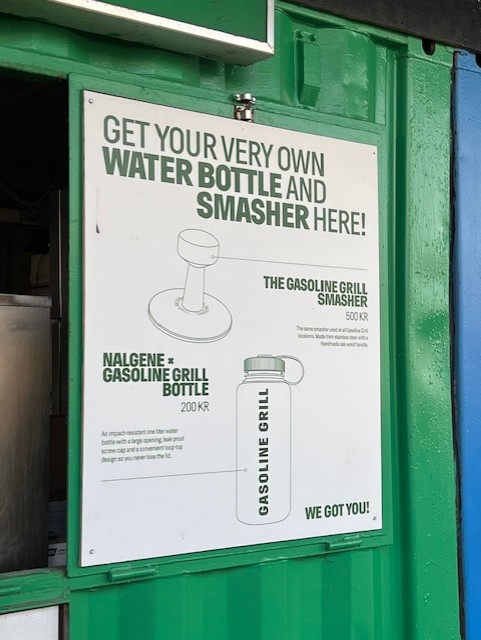 GET YOUR VERY OWN
WATER BOTTLE AND
SMASHER HERE!
THE GASOLINE GRILL
SMASHER
500 KR
The same smasher used at all Gasoline Grill
locations. Made from stainless steel with a
handmade oak wood handle.
NALGENE ×
GASOLINE GRILL
BOTTLE
200 KR
An impact-resistant one liter water
bottle with a large opening, leak-proof
screw cap and a convenient loop-top
design so you never lose the lid.
GASOLINE GRILL
WE GOT YOU!